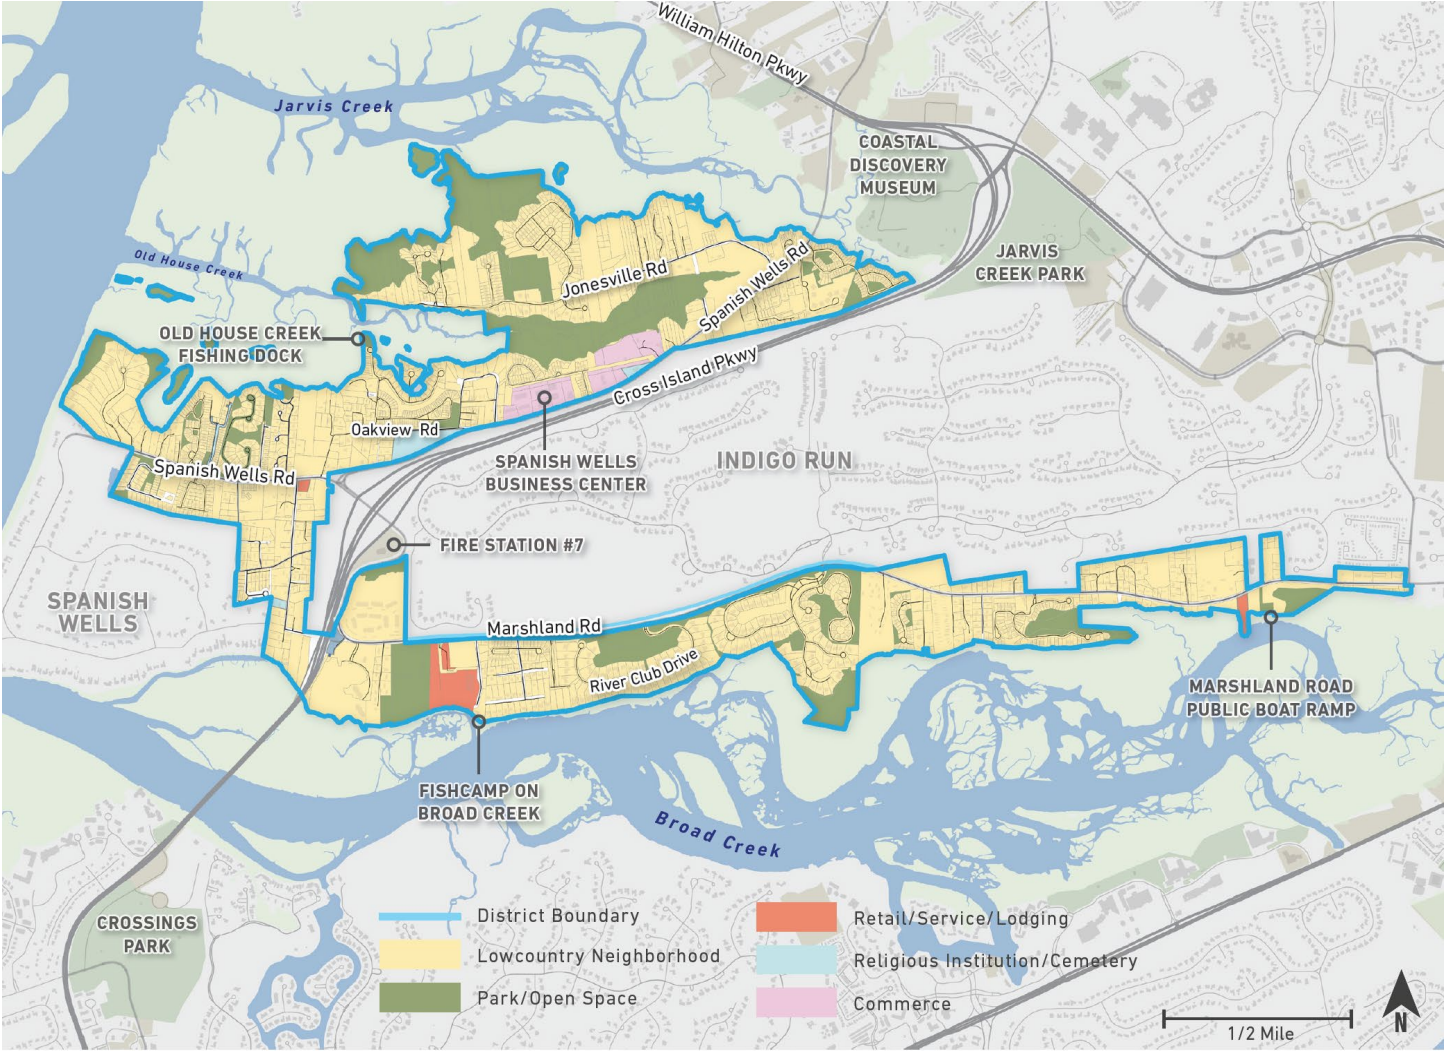 William Hilton Pkwy
Jarvis Creek
COASTAL
DISCOVERY
MUSEUM
JARVIS
CREEK PARK
Old House Creek
Jonesville Rd
Spanish Wells Rd
OLD HOUSE CREEK
FISHING DOCK
Cross Island Pkwy
Oakview Rd
Spanish Wells Rd
SPANISH WELLS
BUSINESS CENTER
INDIGO RUN
FIRE STATION #7
SPANISH
WELLS
Marshland Rd
River Club Drive
MARSHLAND ROAD
PUBLIC BOAT RAMP
FISHCAMP ON
BROAD CREEK
Broad Creek
CROSSINGS
PARK
District Boundary
Lowcountry Neighborhood
Park/Open Space
Retail/Service/Lodging
Religious Institution/Cemetery
Commerce
N
1/2 Mile